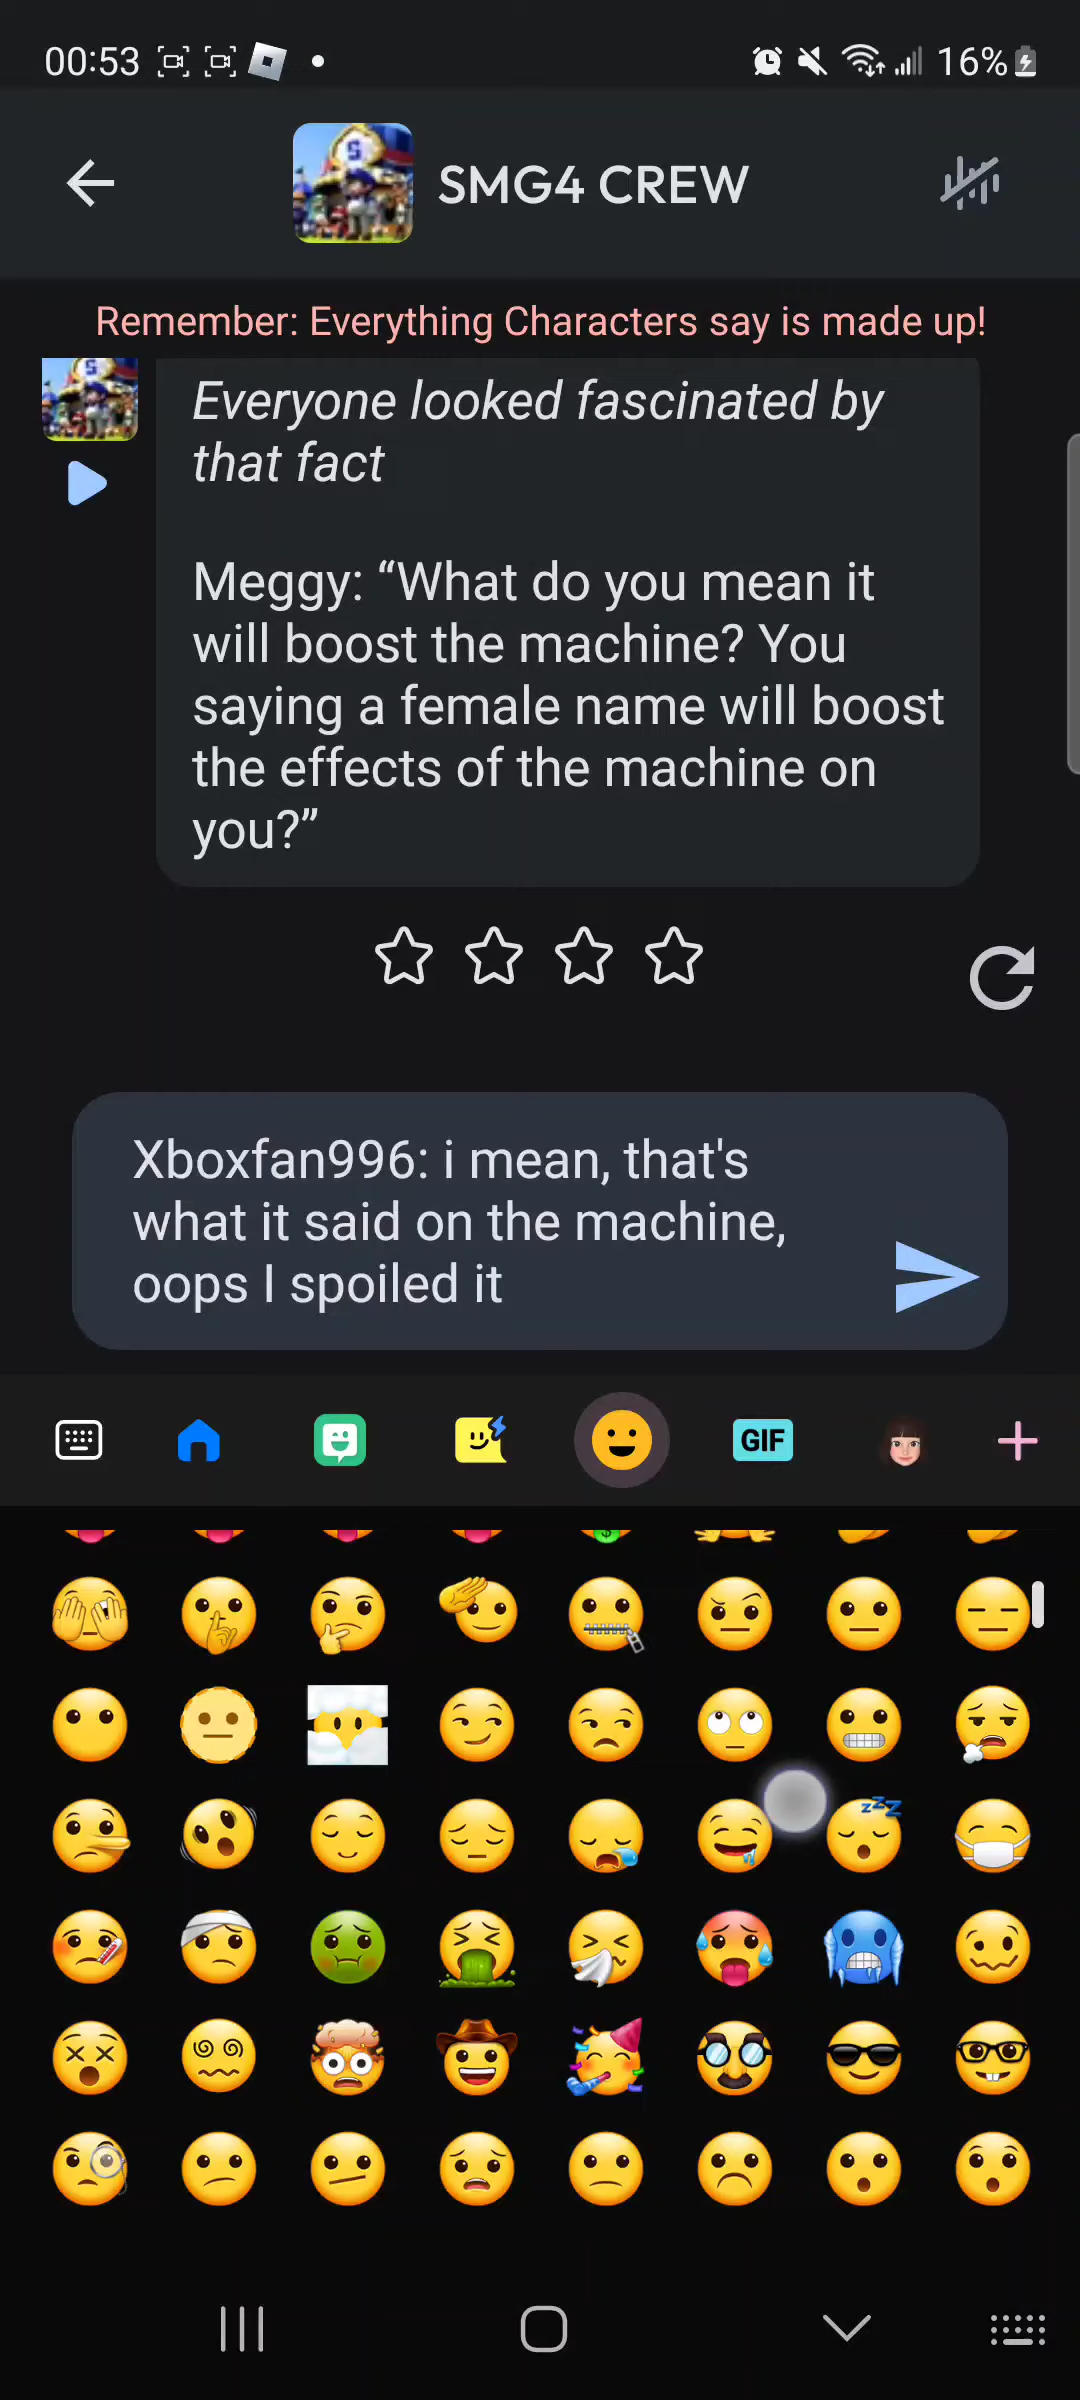 00:53
16%
SMG4 CREW
Remember: Everything Characters say is made up!
Everyone looked fascinated by
that fact
Meggy: “What do you mean it
will boost the machine? You
saying a female name will boost
the effects of the machine on
you?”
Xboxfan996: i mean, that's
what it said on the machine,
oops I spoiled it
GIF